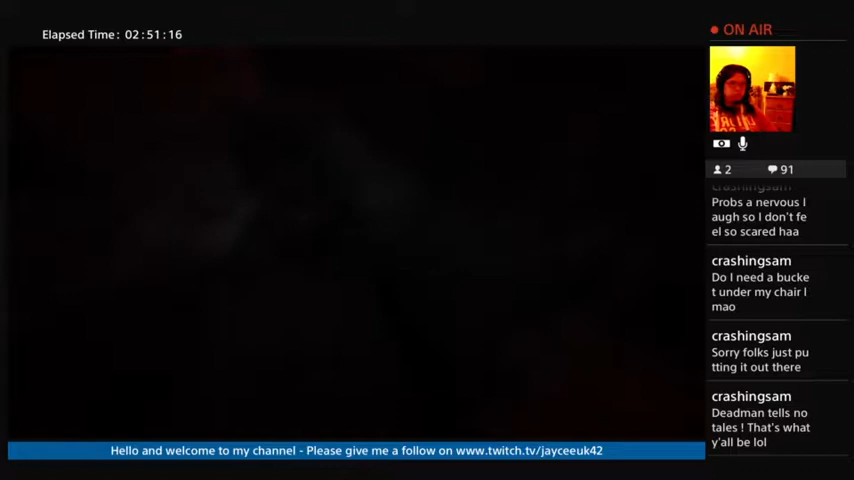 Elapsed Time: 02:51:16
ON AIR
2
91
crashingsam
Probs a nervous l
augh so I don't fe
el so scared haa
crashingsam
Do I need a bucke
t under my chair l
mao
crashingsam
Sorry folks just pu
tting it out there
crashingsam
Deadman tells no
tales ! That's what
y'all be lol
Hello and welcome to my channel - Please give me a follow on www.twitch.tv/jayceeuk42